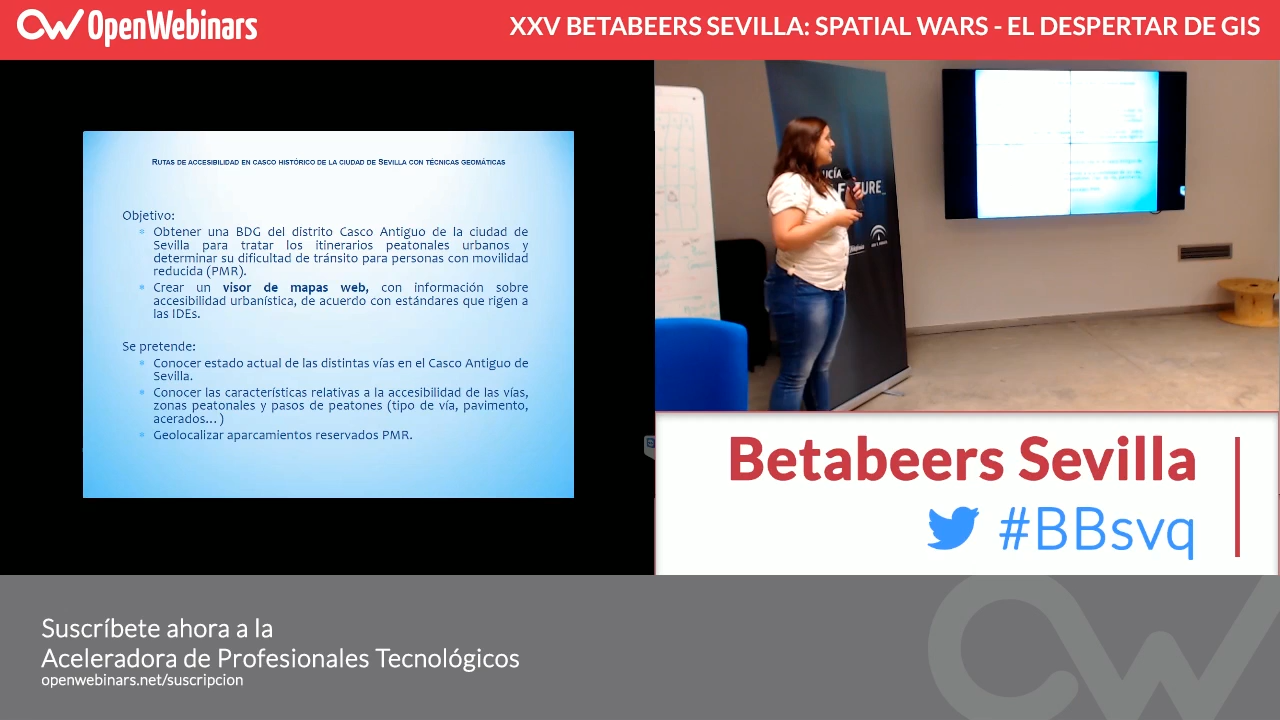 OpenWebinars
XXV BETABEERS SEVILLA: SPATIAL WARS - EL DESPERTAR DE GIS
RUTAS DE ACCESIBILIDAD EN CASCO HISTÓRICO DE LA CIUDAD DE SEVILLA CON TÉCNICAS GEOMÁTICAS
Objetivo:
Obtener una BDG del distrito Casco Antiguo de la ciudad de
Sevilla para tratar los itinerarios peatonales urbanos y
determinar su dificultad de tránsito para personas con movilidad
reducida (PMR).
Crear un visor de mapas web, con información sobre
accesibilidad urbanística, de acuerdo con estándares que rigen a
las IDEs.
Se pretende:
Conocer estado actual de las distintas vías en el Casco Antiguo de
Sevilla.
Conocer las características relativas a la accesibilidad de las vías,
zonas peatonales y pasos de peatones (tipo de vía, pavimento,
acerados...)
Geolocalizar aparcamientos reservados PMR.
Betabeers Sevilla
#BBsvq
Suscríbete ahora a la
Aceleradora de Profesionales Tecnológicos
openwebinars.net/suscripcion